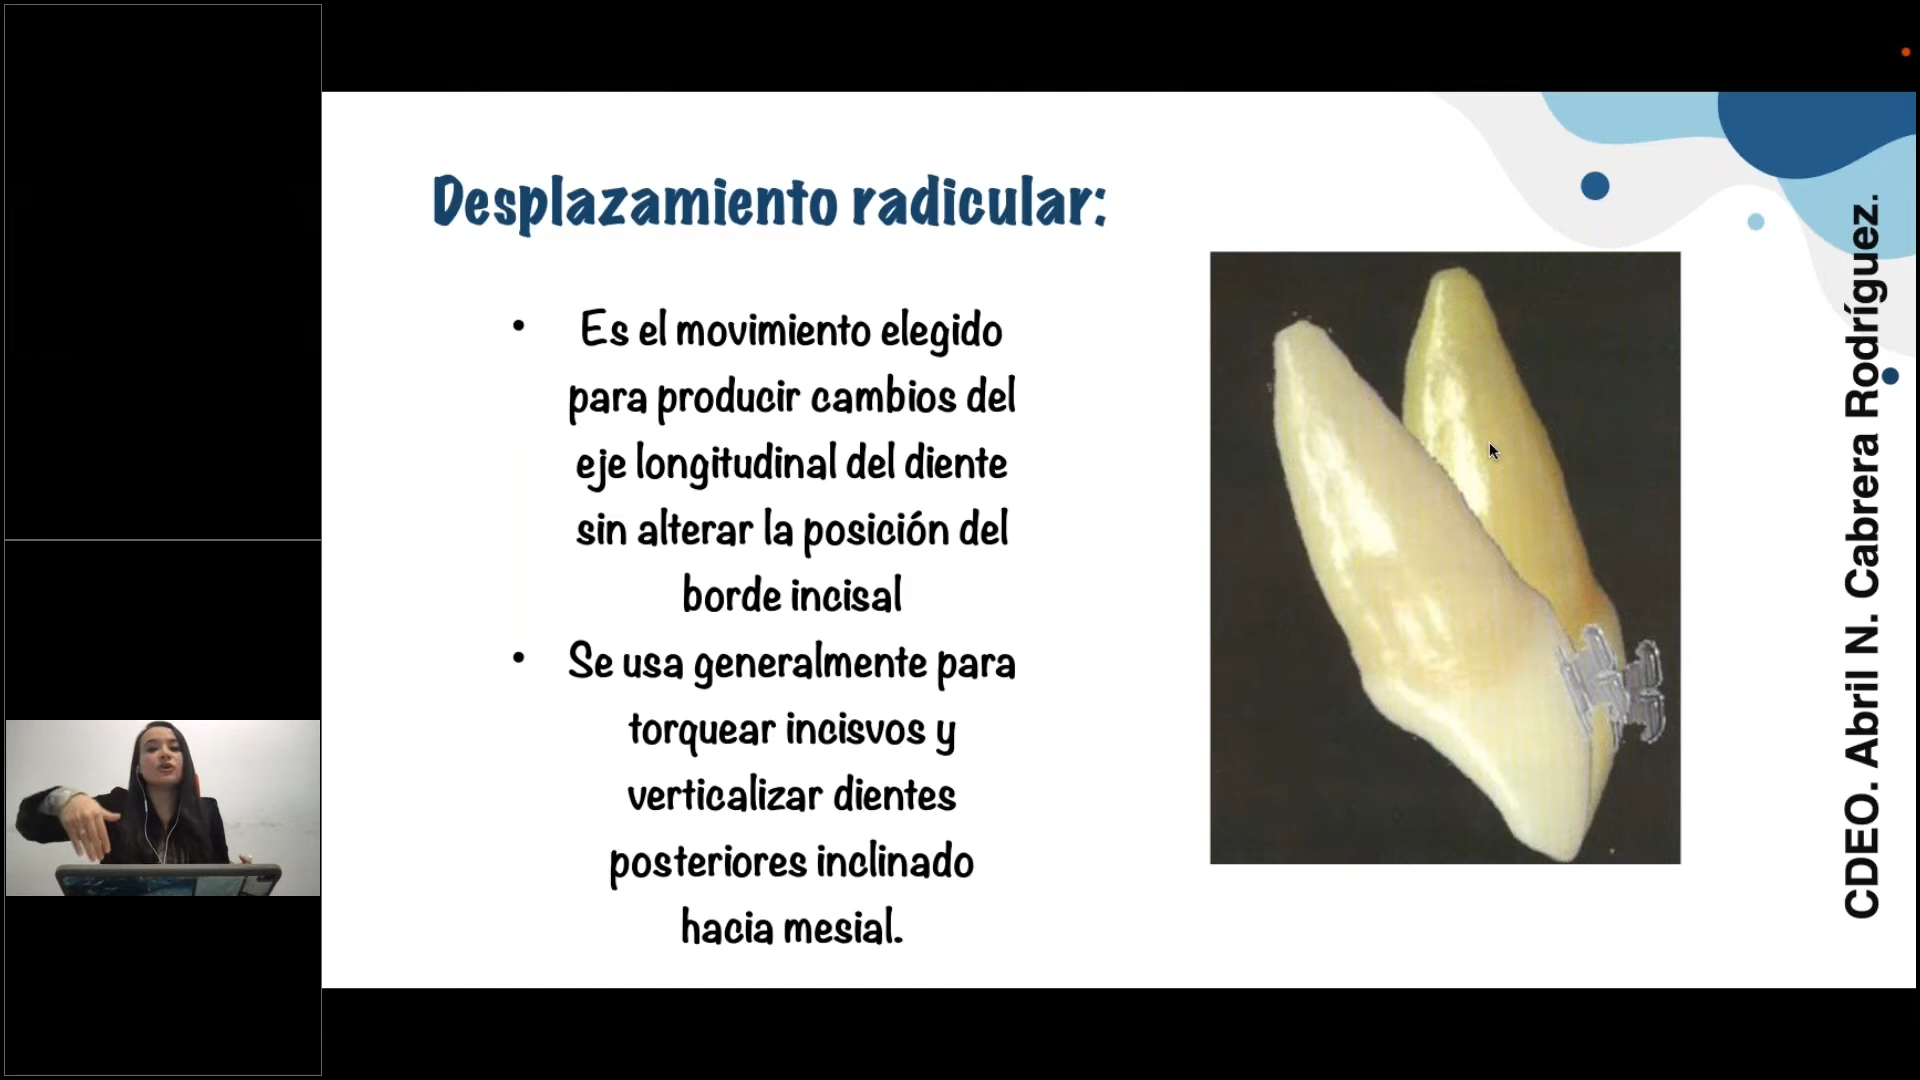 Desplazamiento radicular:
• Es el movimiento elegido
para producir cambios del
eje longitudinal del diente
sin alterar la posición del
borde incisal
• Se usa generalmente para
torquear incisvos y
verticalizar dientes
posteriores inclinado
hacia mesial.
CDEO. Abril N. Cabrera Rodríguez.